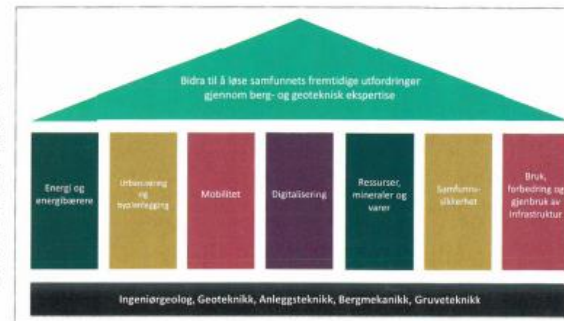 Bidra til å løse samfunnets fremtidige utfordringer
gjennom berg- og geoteknisk ekspertise
Energi og
energibærere
Urbanisering
og
byplanlegging
Mobilitet
Digitalisering
Ressurser,
mineraler og
varer
Samfunns-
sikkerhet
Bruk,
forbedring og
gjenbruk av
infrastruktur
Ingeniørgeolog, Geoteknikk, Anleggsteknikk, Bergmekanikk, Gruveteknikk